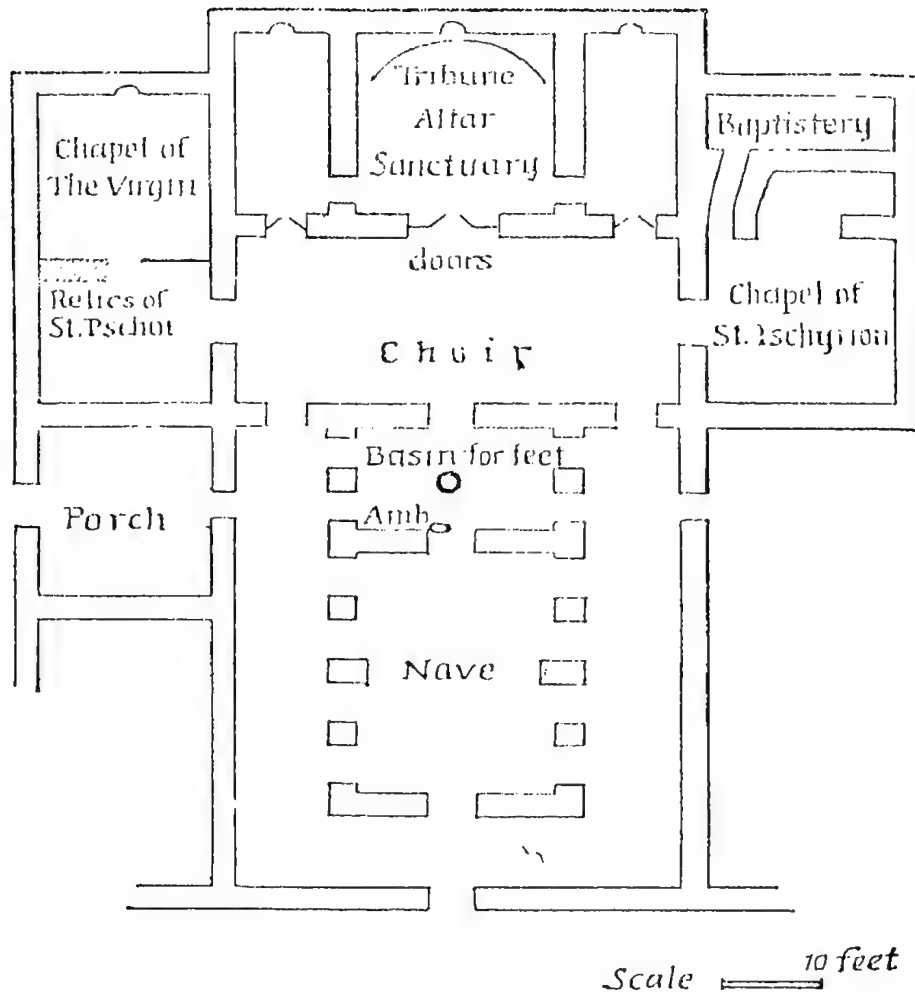 Tribune
Altar
Sanctuary
Baptistery
Chapel of
The Virgin
doors
Relics of
St. Pschot
Chapel of
St. Ischyrion
Choir
Basin for feet
Porch
Amb.
Nave
Scale 10 feet